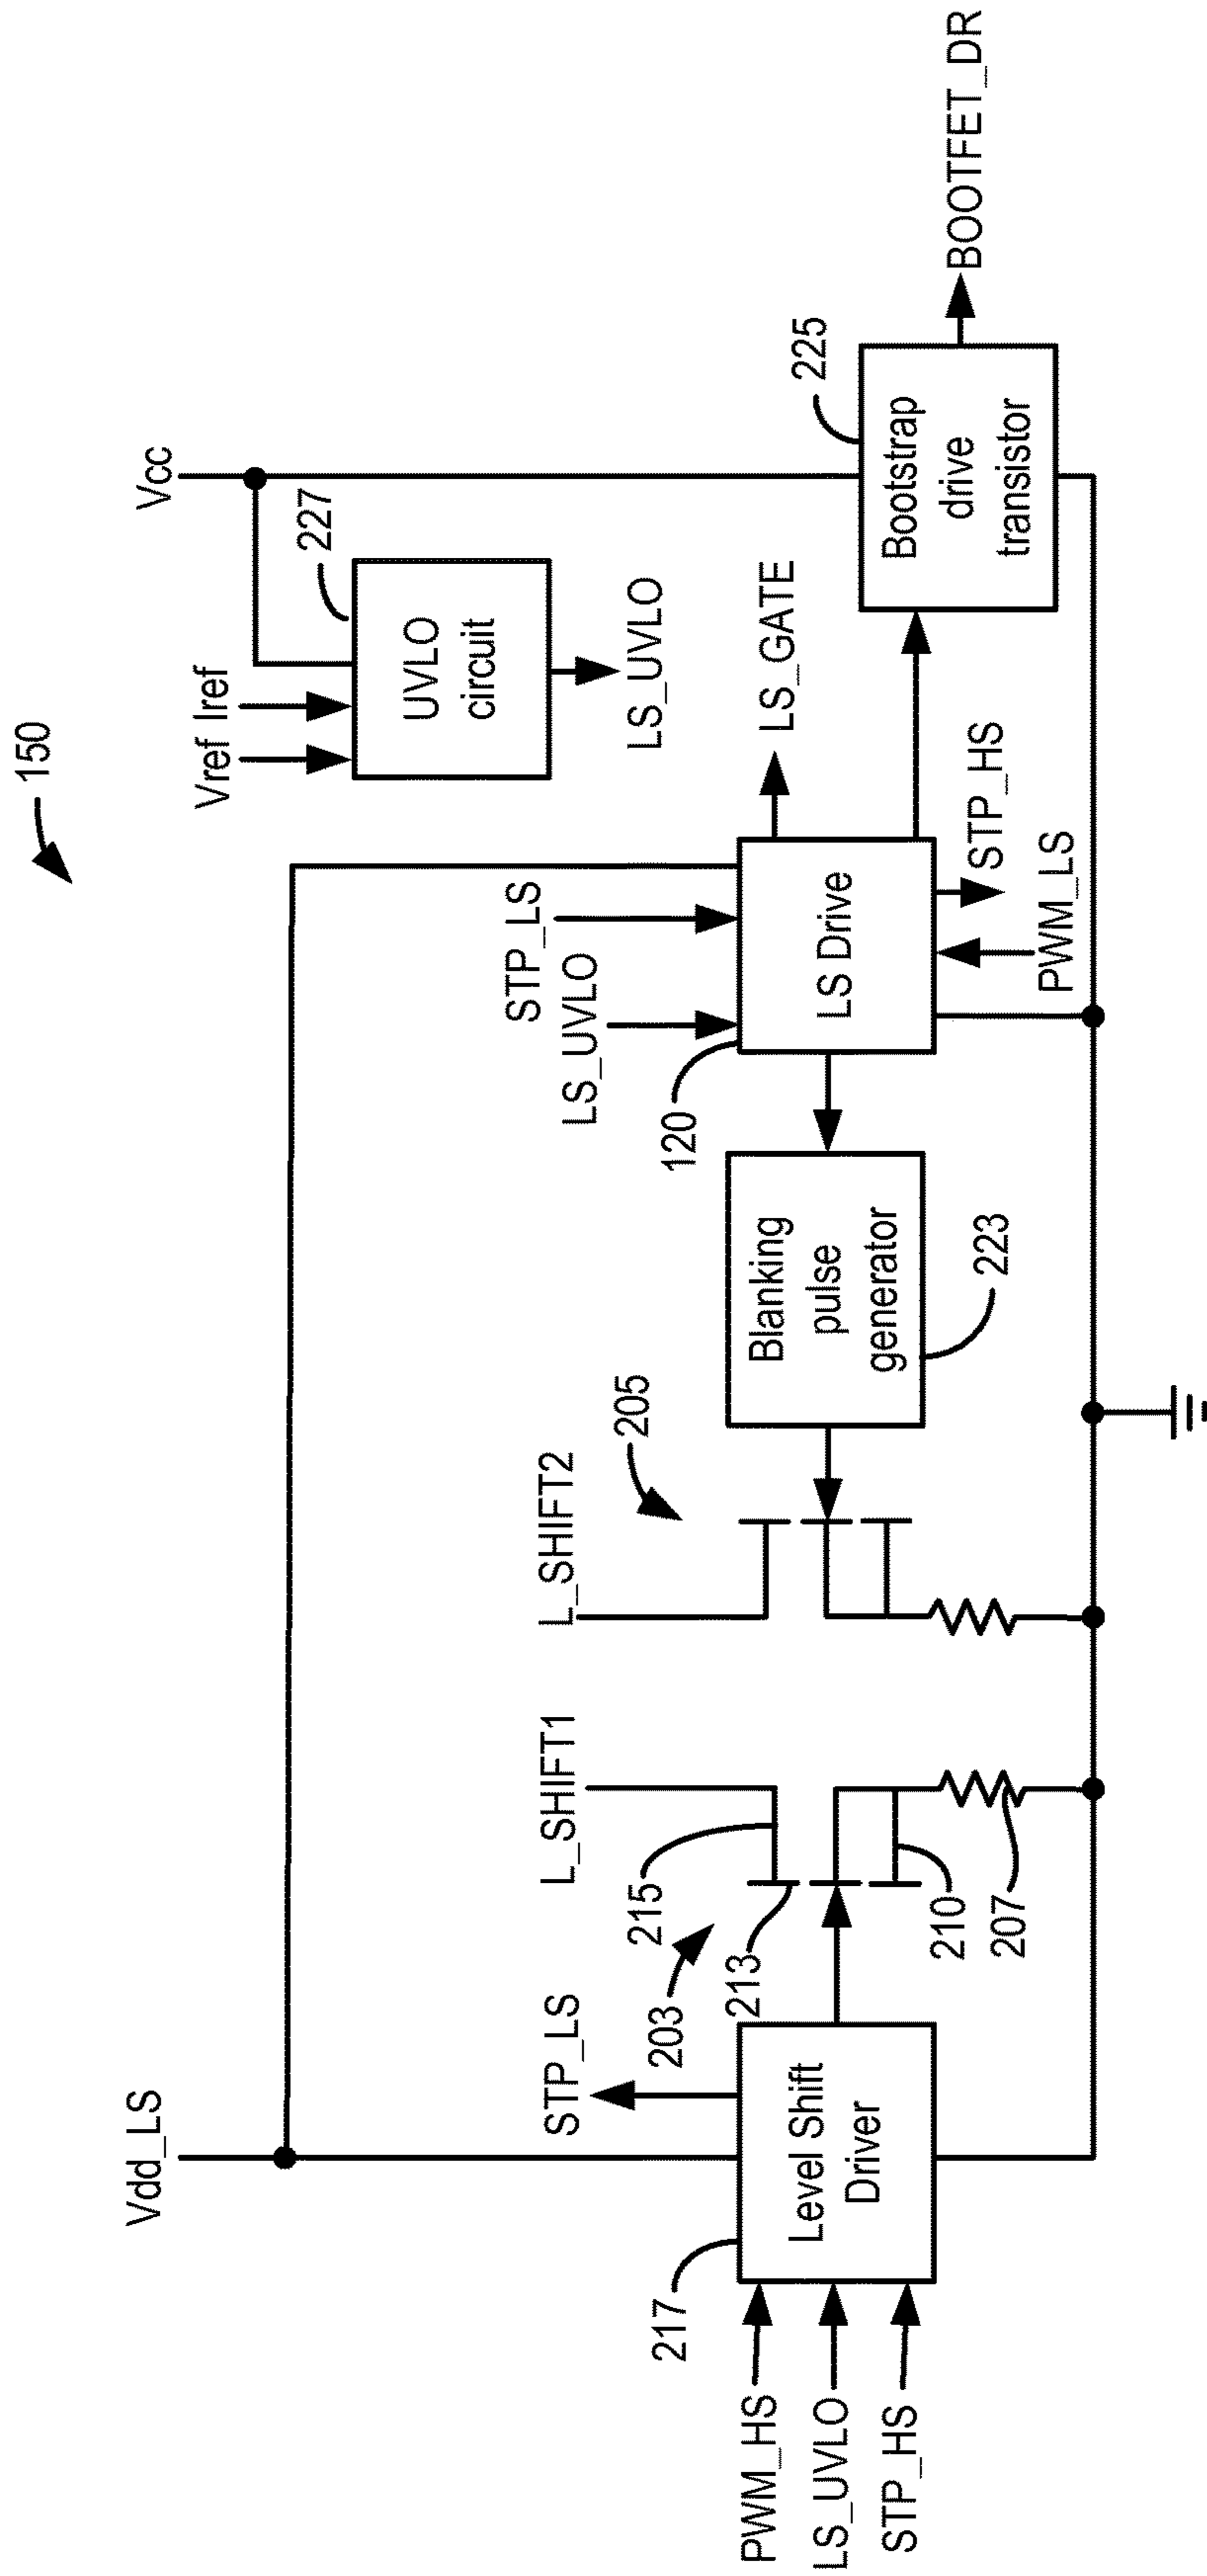 150
Vdd_LS
Vref
Iref
Vcc
227
UVLO
circuit
LS_UVLO
STP_LS
L_SHIFT1
L_SHIFT2
205
LS_UVLO
STP_LS
217
203
215
213
120
LS_GATE
225
PWM_HS
LS_UVLO
STP_HS
Level Shift
Driver
210
207
Blanking
pulse
generator
223
LS Drive
STP_HS
PWM_LS
Bootstrap
drive
transistor
BOOTFET_DR